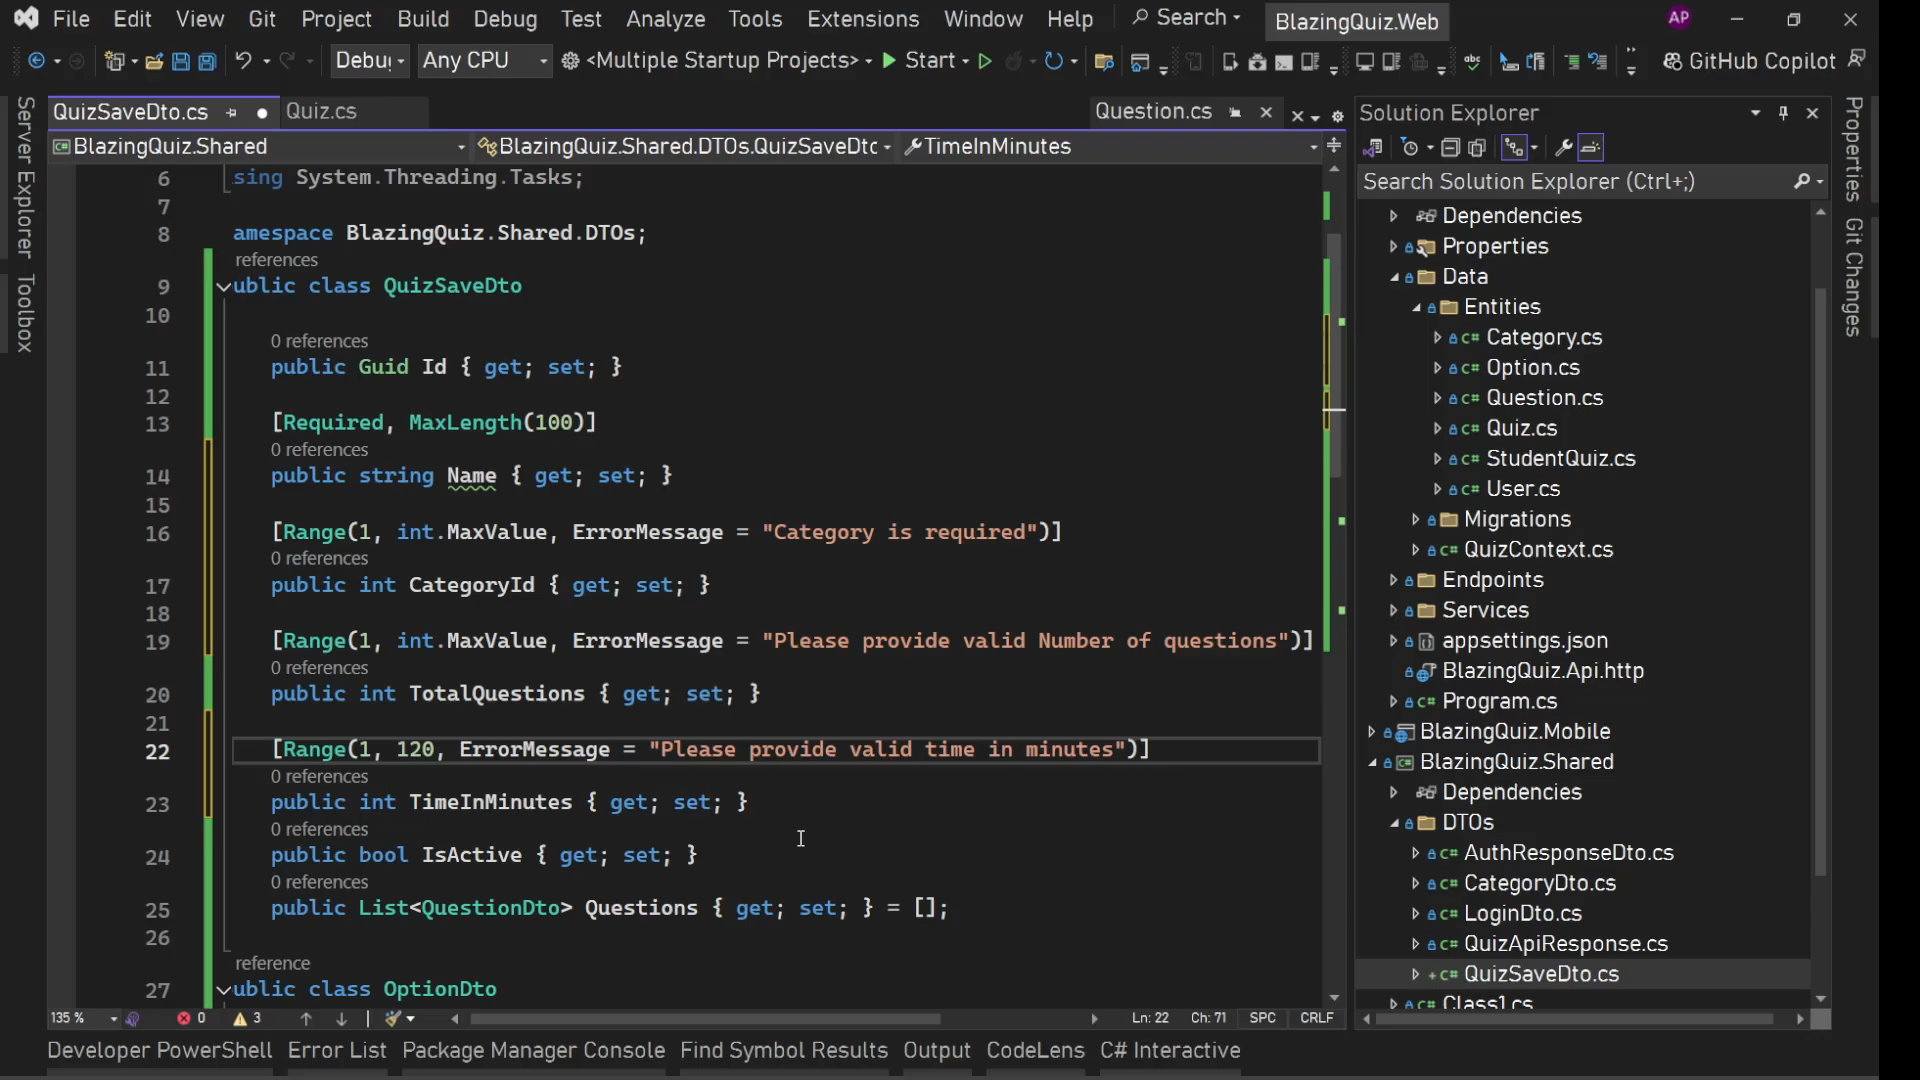 File Edit View Git Project Build Debug Test Analyze Tools Extensions Window Help Search BlazingQuiz.Web AP
Debug Any CPU <Multiple Startup Projects> Start GitHub Copilot
Server Explorer
Toolbox
QuizSaveDto.cs Quiz.cs Question.cs
BlazingQuiz.Shared BlazingQuiz.Shared.DTOs.QuizSaveDto TimeInMinutes
6 sing System.Threading.Tasks;
7
8 amespace BlazingQuiz.Shared.DTOs;
references
9 ublic class QuizSaveDto
10
0 references
11 public Guid Id { get; set; }
12
13 [Required, MaxLength(100)]
0 references
14 public string Name { get; set; }
15
16 [Range(1, int.MaxValue, ErrorMessage = "Category is required")]
0 references
17 public int CategoryId { get; set; }
18
19 [Range(1, int.MaxValue, ErrorMessage = "Please provide valid Number of questions")]
0 references
20 public int TotalQuestions { get; set; }
21
22 [Range(1, 120, ErrorMessage = "Please provide valid time in minutes")]
0 references
23 public int TimeInMinutes { get; set; }
0 references
24 public bool IsActive { get; set; }
0 references
25 public List<QuestionDto> Questions { get; set; } = [];
26
reference
27 ublic class OptionDto
135 % 0 3 Ln: 22 Ch: 71 SPC CRLF
Developer PowerShell Error List Package Manager Console Find Symbol Results Output CodeLens C# Interactive
Solution Explorer
Search Solution Explorer (Ctrl+;)
Dependencies
Properties
Data
Entities
C# Category.cs
C# Option.cs
C# Question.cs
C# Quiz.cs
C# StudentQuiz.cs
C# User.cs
Migrations
C# QuizContext.cs
Endpoints
Services
appsettings.json
BlazingQuiz.Api.http
C# Program.cs
BlazingQuiz.Mobile
BlazingQuiz.Shared
Dependencies
DTOs
C# AuthResponseDto.cs
C# CategoryDto.cs
C# LoginDto.cs
C# QuizApiResponse.cs
C# QuizSaveDto.cs
C# Class1.cs
Properties
Git Changes